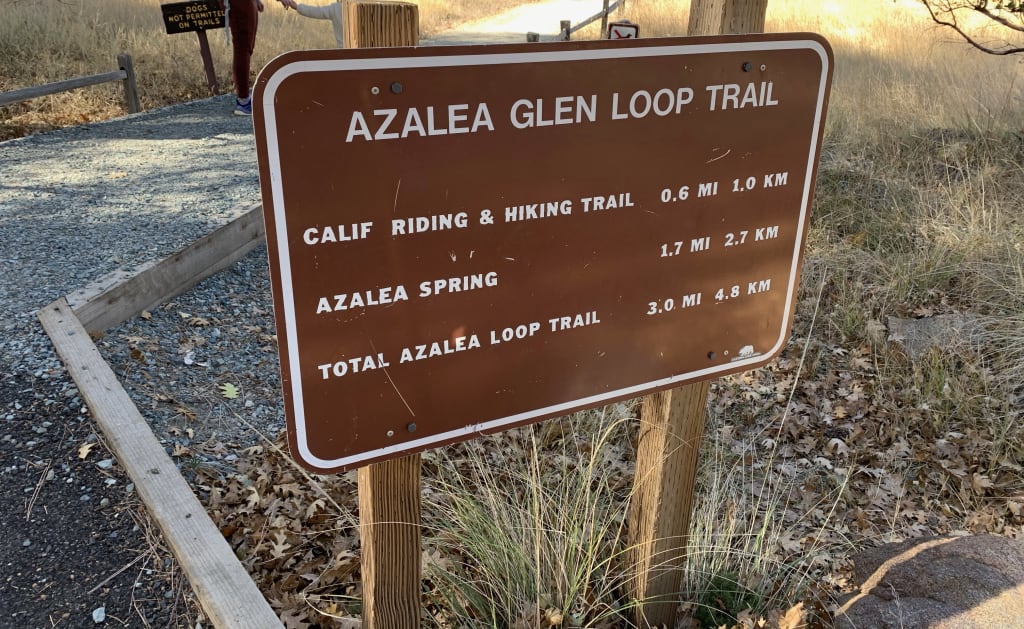 DOGS
NOT PERMITTED
ON TRAILS
AZALEA GLEN LOOP TRAIL
CALIF RIDING & HIKING TRAIL 0.6 MI 1.0 KM
AZALEA SPRING 1.7 MI 2.7 KM
TOTAL AZALEA LOOP TRAIL 3.0 MI 4.8 KM